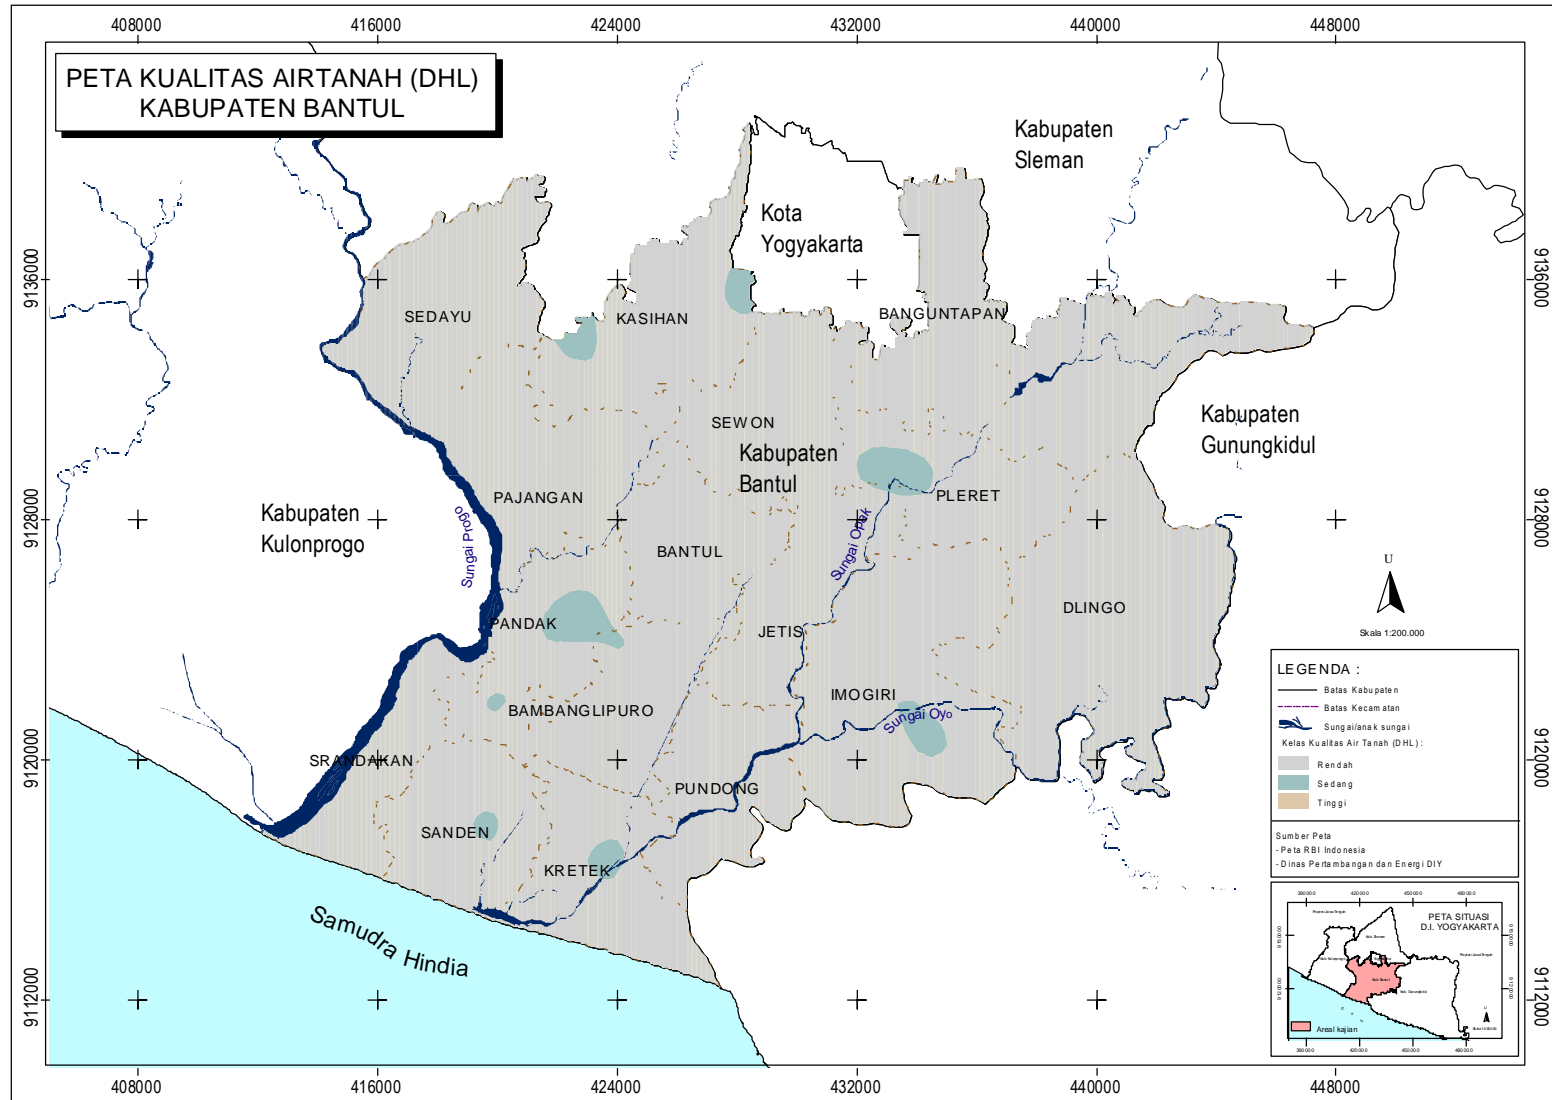 408000
416000
424000
432000
440000
448000
PETA KUALITAS AIRTANAH (DHL)
KABUPATEN BANTUL
Kabupaten
Sleman
Kota
Yogyakarta
9136000
9136000
SEDAYU
KASIHAN
BANGUNTAPAN
SEWON
Kabupaten
Gunungkidul
Kabupaten
Bantul
PAJANGAN
PLERET
Kabupaten
Kulonprogo
Sungai Progo
Sungai Opak
9128000
9128000
BANTUL
U
DLINGO
PANDAK
JETIS
Skala 1:200.000
IMOGIRI
BAMBANGLIPURO
Sungai Oyo
SRANDAKAN
9120000
9120000
PUNDONG
SANDEN
KRETEK
LEGENDA :
Batas Kabupaten
Batas Kecamatan
Sungai/anak sungai
Kelas Kualitas Air Tanah (DHL) :
Rendah
Sedang
Tinggi
Sumber Peta
- Peta RBI Indonesia
- Dinas Pertambangan dan Energi DIY
Samudra Hindia
9112000
9112000
PETA SITUASI
D.I. YOGYAKARTA
U
Areal kajian
408000
416000
424000
432000
440000
448000